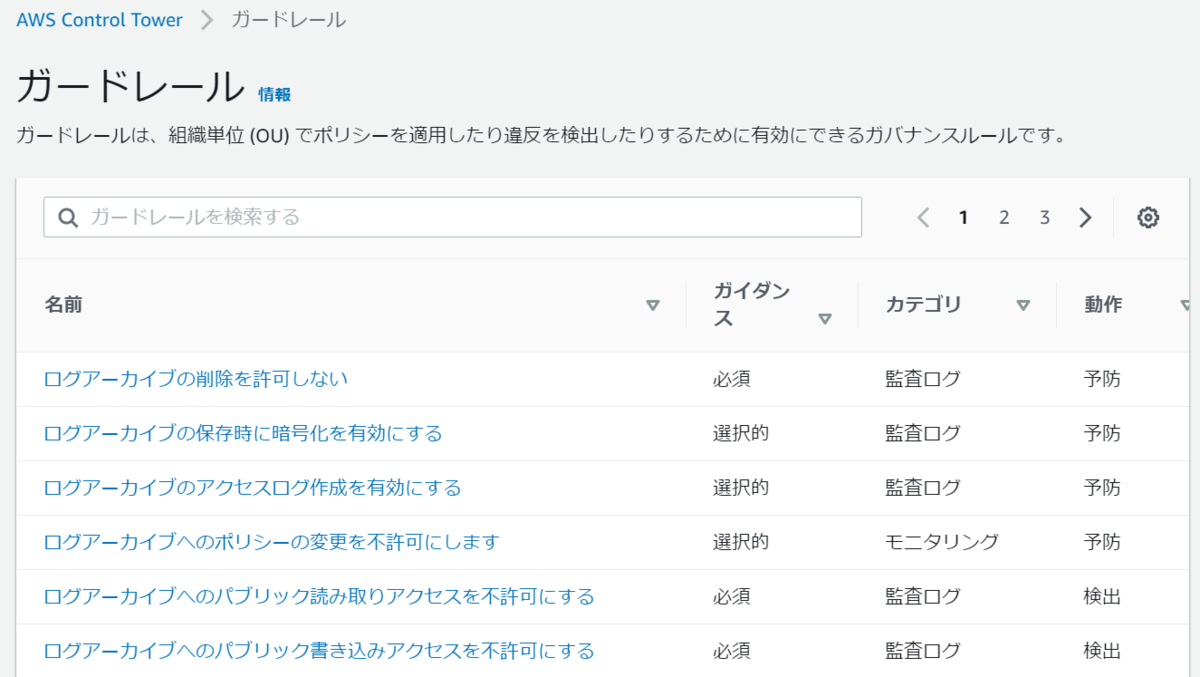 AWS Control Tower > ガードレール
ガードレール 情報
ガードレールは、組織単位 (OU) でポリシーを適用したり違反を検出したりするために有効にできるガバナンスルールです。
ガードレールを検索する 1 2 3
名前 ガイダンス カテゴリ 動作
ログアーカイブの削除を許可しない 必須 監査ログ 予防
ログアーカイブの保存時に暗号化を有効にする 選択的 監査ログ 予防
ログアーカイブのアクセスログ作成を有効にする 選択的 監査ログ 予防
ログアーカイブへのポリシーの変更を不許可にします 選択的 モニタリング 予防
ログアーカイブへのパブリック読み取りアクセスを不許可にする 必須 監査ログ 検出
ログアーカイブへのパブリック書き込みアクセスを不許可にする 必須 監査ログ 検出